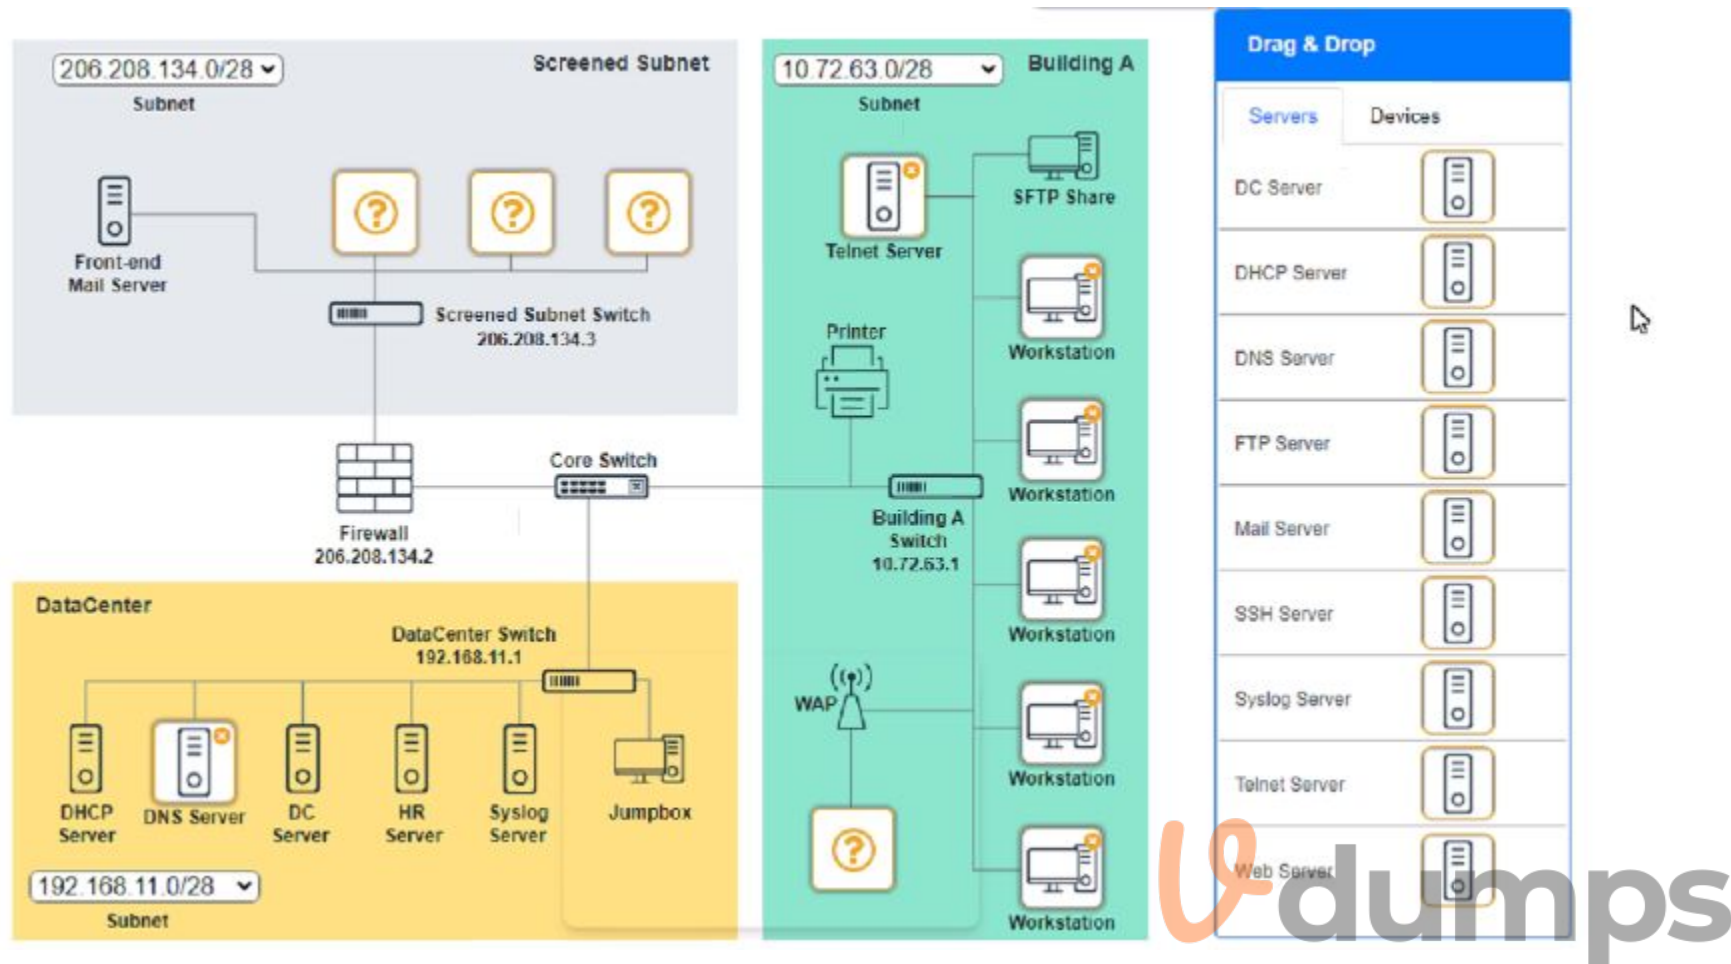 206.208.134.0/28
Screened Subnet
Subnet
?
?
?
Front-end
Mail Server
Screened Subnet Switch
206.208.134.3
Firewall
206.208.134.2
Core Switch
DataCenter
DataCenter Switch
192.168.11.1
DHCP
Server
DNS Server
DC
Server
HR
Server
Syslog
Server
Jumpbox
192.168.11.0/28
Subnet
10.72.63.0/28
Building A
Subnet
Telnet Server
SFTP Share
Workstation
Printer
Workstation
Building A
Switch
10.72.63.1
Workstation
WAP
Workstation
?
Workstation
Drag & Drop
Servers
Devices
DC Server
DHCP Server
DNS Server
FTP Server
Mail Server
SSH Server
Syslog Server
Telnet Server
Web Server
Vdumps